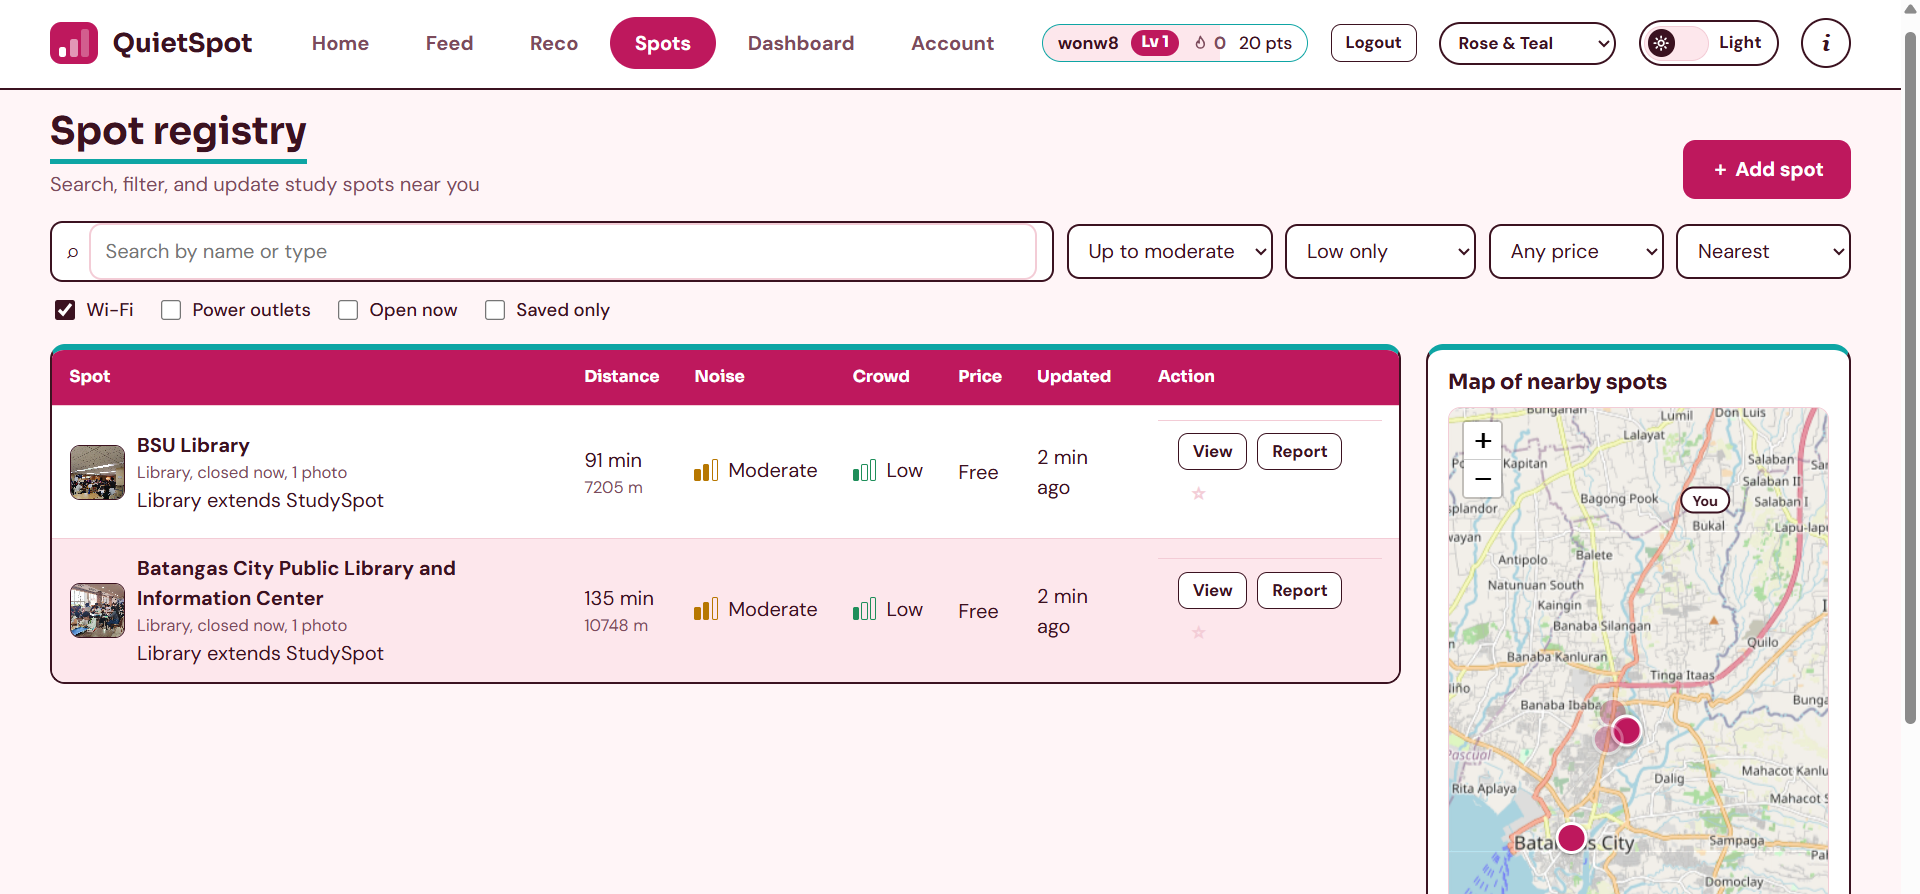 QuietSpot
Home
Feed
Reco
Spots
Dashboard
Account
wonw8 Lv 1 0 20 pts
Logout
Rose & Teal
Light
i
Spot registry
Search, filter, and update study spots near you
+ Add spot
Search by name or type
Up to moderate
Low only
Any price
Nearest
Wi-Fi
Power outlets
Open now
Saved only
Spot Distance Noise Crowd Price Updated Action
BSU Library
Library, closed now, 1 photo
Library extends StudySpot
91 min
7205 m
Moderate
Low
Free
2 min
ago
View
Report
Batangas City Public Library and
Information Center
Library, closed now, 1 photo
Library extends StudySpot
135 min
10748 m
Moderate
Low
Free
2 min
ago
View
Report
Map of nearby spots
+
−
Lumil
Don Luis
Lalayat
Kapitan
Salaban
Salaban II
Bagong Pook
You
Salaban I
splandor
Bukal
Lapu-lapu
wayan
Antipolo
Balete
Natunuan South
Kaingin
Banaba Silangan
Quilo
Banaba Kanluran
Tinga Itaas
Banaba Ibaba
Pascual
Dalig
Mahacot Kanlu
Rita Aplaya
Mahacot S
Sampaga
Domoclay